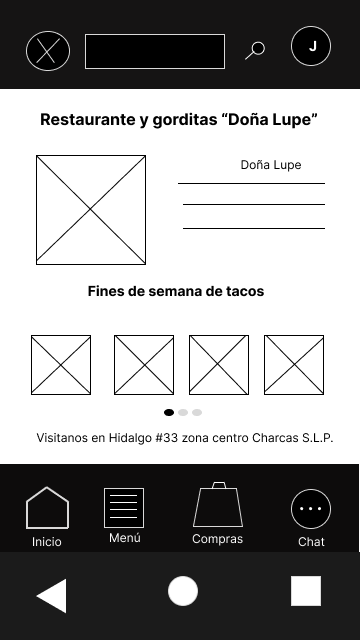 J
Restaurante y gorditas “Doña Lupe”
Doña Lupe
Fines de semana de tacos
Visitanos en Hidalgo #33 zona centro Charcas S.L.P.
Inicio
Menú
Compras
Chat